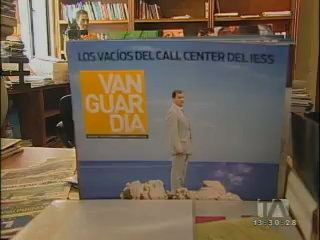 LOS VACÍOS DEL CALL CENTER DEL IESS
VAN
GUAR
DIA
13:30:28